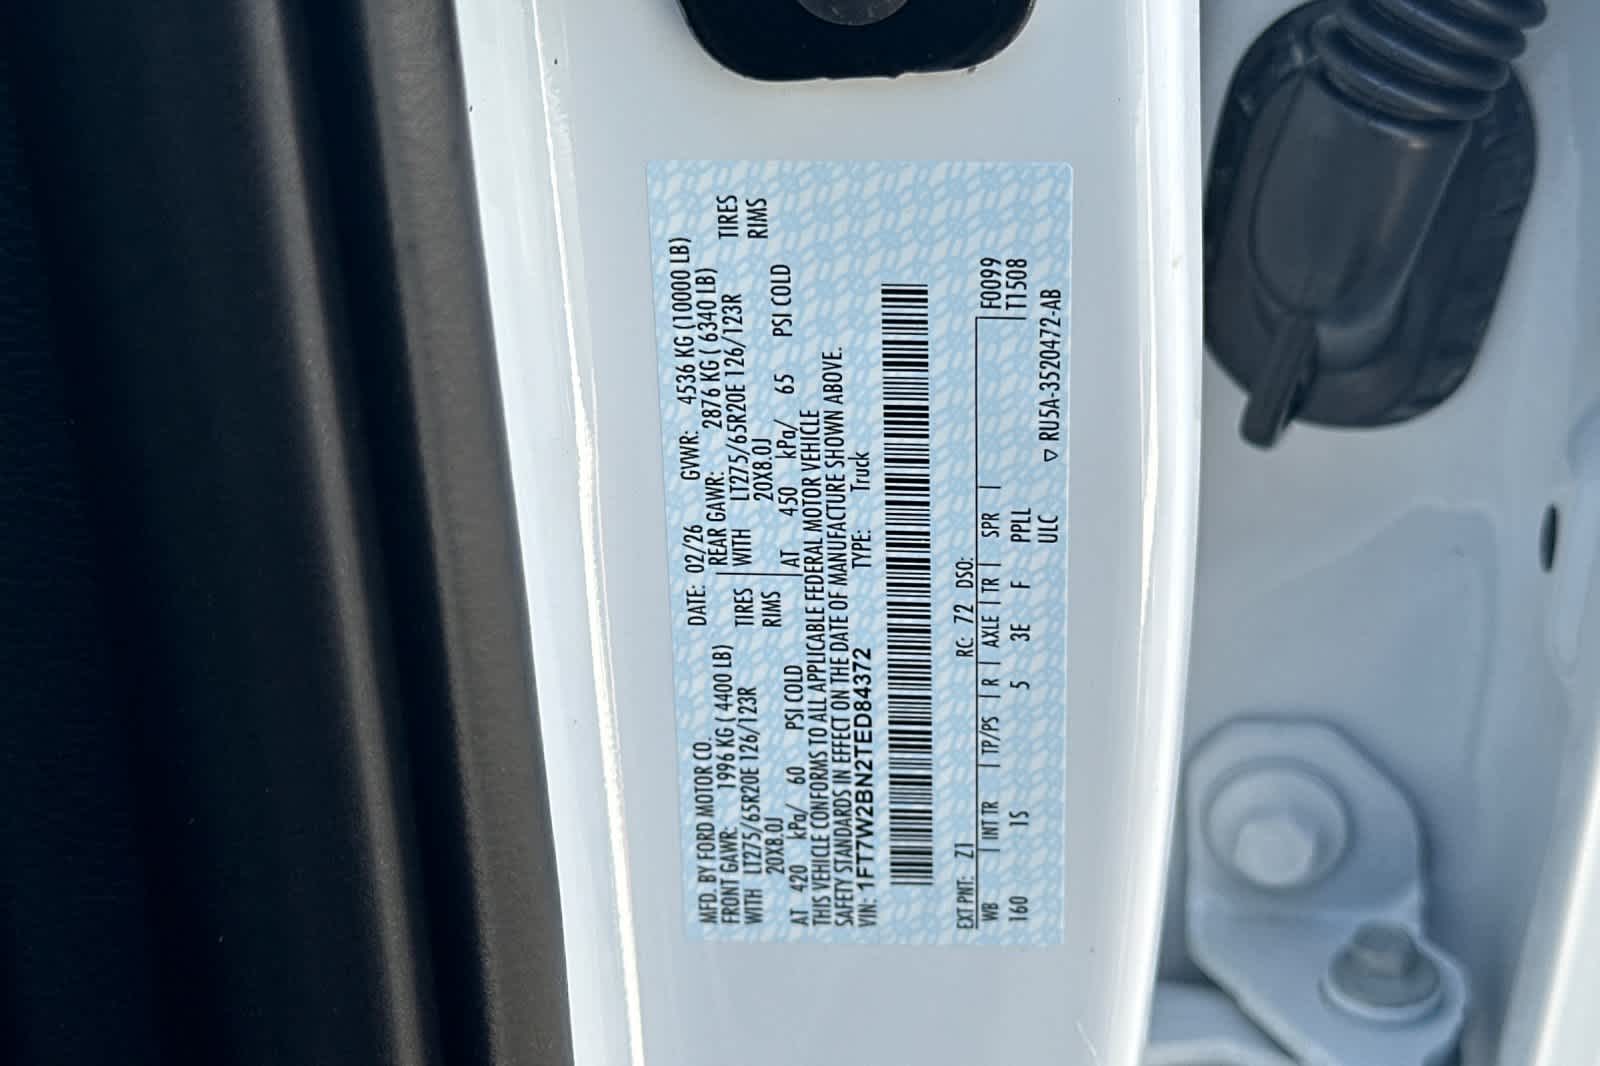 MFD. BY FORD MOTOR CO. DATE: 02/26 GVWR: 4536 KG (10000 LB)
FRONT GAWR: 1996 KG ( 4400 LB) REAR GAWR: 2876 KG ( 6340 LB)
WITH LT275/65R20E 126/123R TIRES WITH LT275/65R20E 126/123R TIRES
20X8.0J RIMS 20X8.0J RIMS
AT 420 kPa/ 60 PSI COLD AT 450 kPa/ 65 PSI COLD
THIS VEHICLE CONFORMS TO ALL APPLICABLE FEDERAL MOTOR VEHICLE
SAFETY STANDARDS IN EFFECT ON THE DATE OF MANUFACTURE SHOWN ABOVE.
VIN: 1FT7W2BN2TED84372 TYPE: Truck
EXT PNT: Z1 RC: 72 DSO:
WB | INT TR | TP/PS | R | AXLE | TR | SPR | F0099
160 1S 5 3E F PPLL T1508
ULC ▽ RU5A-3520472-AB